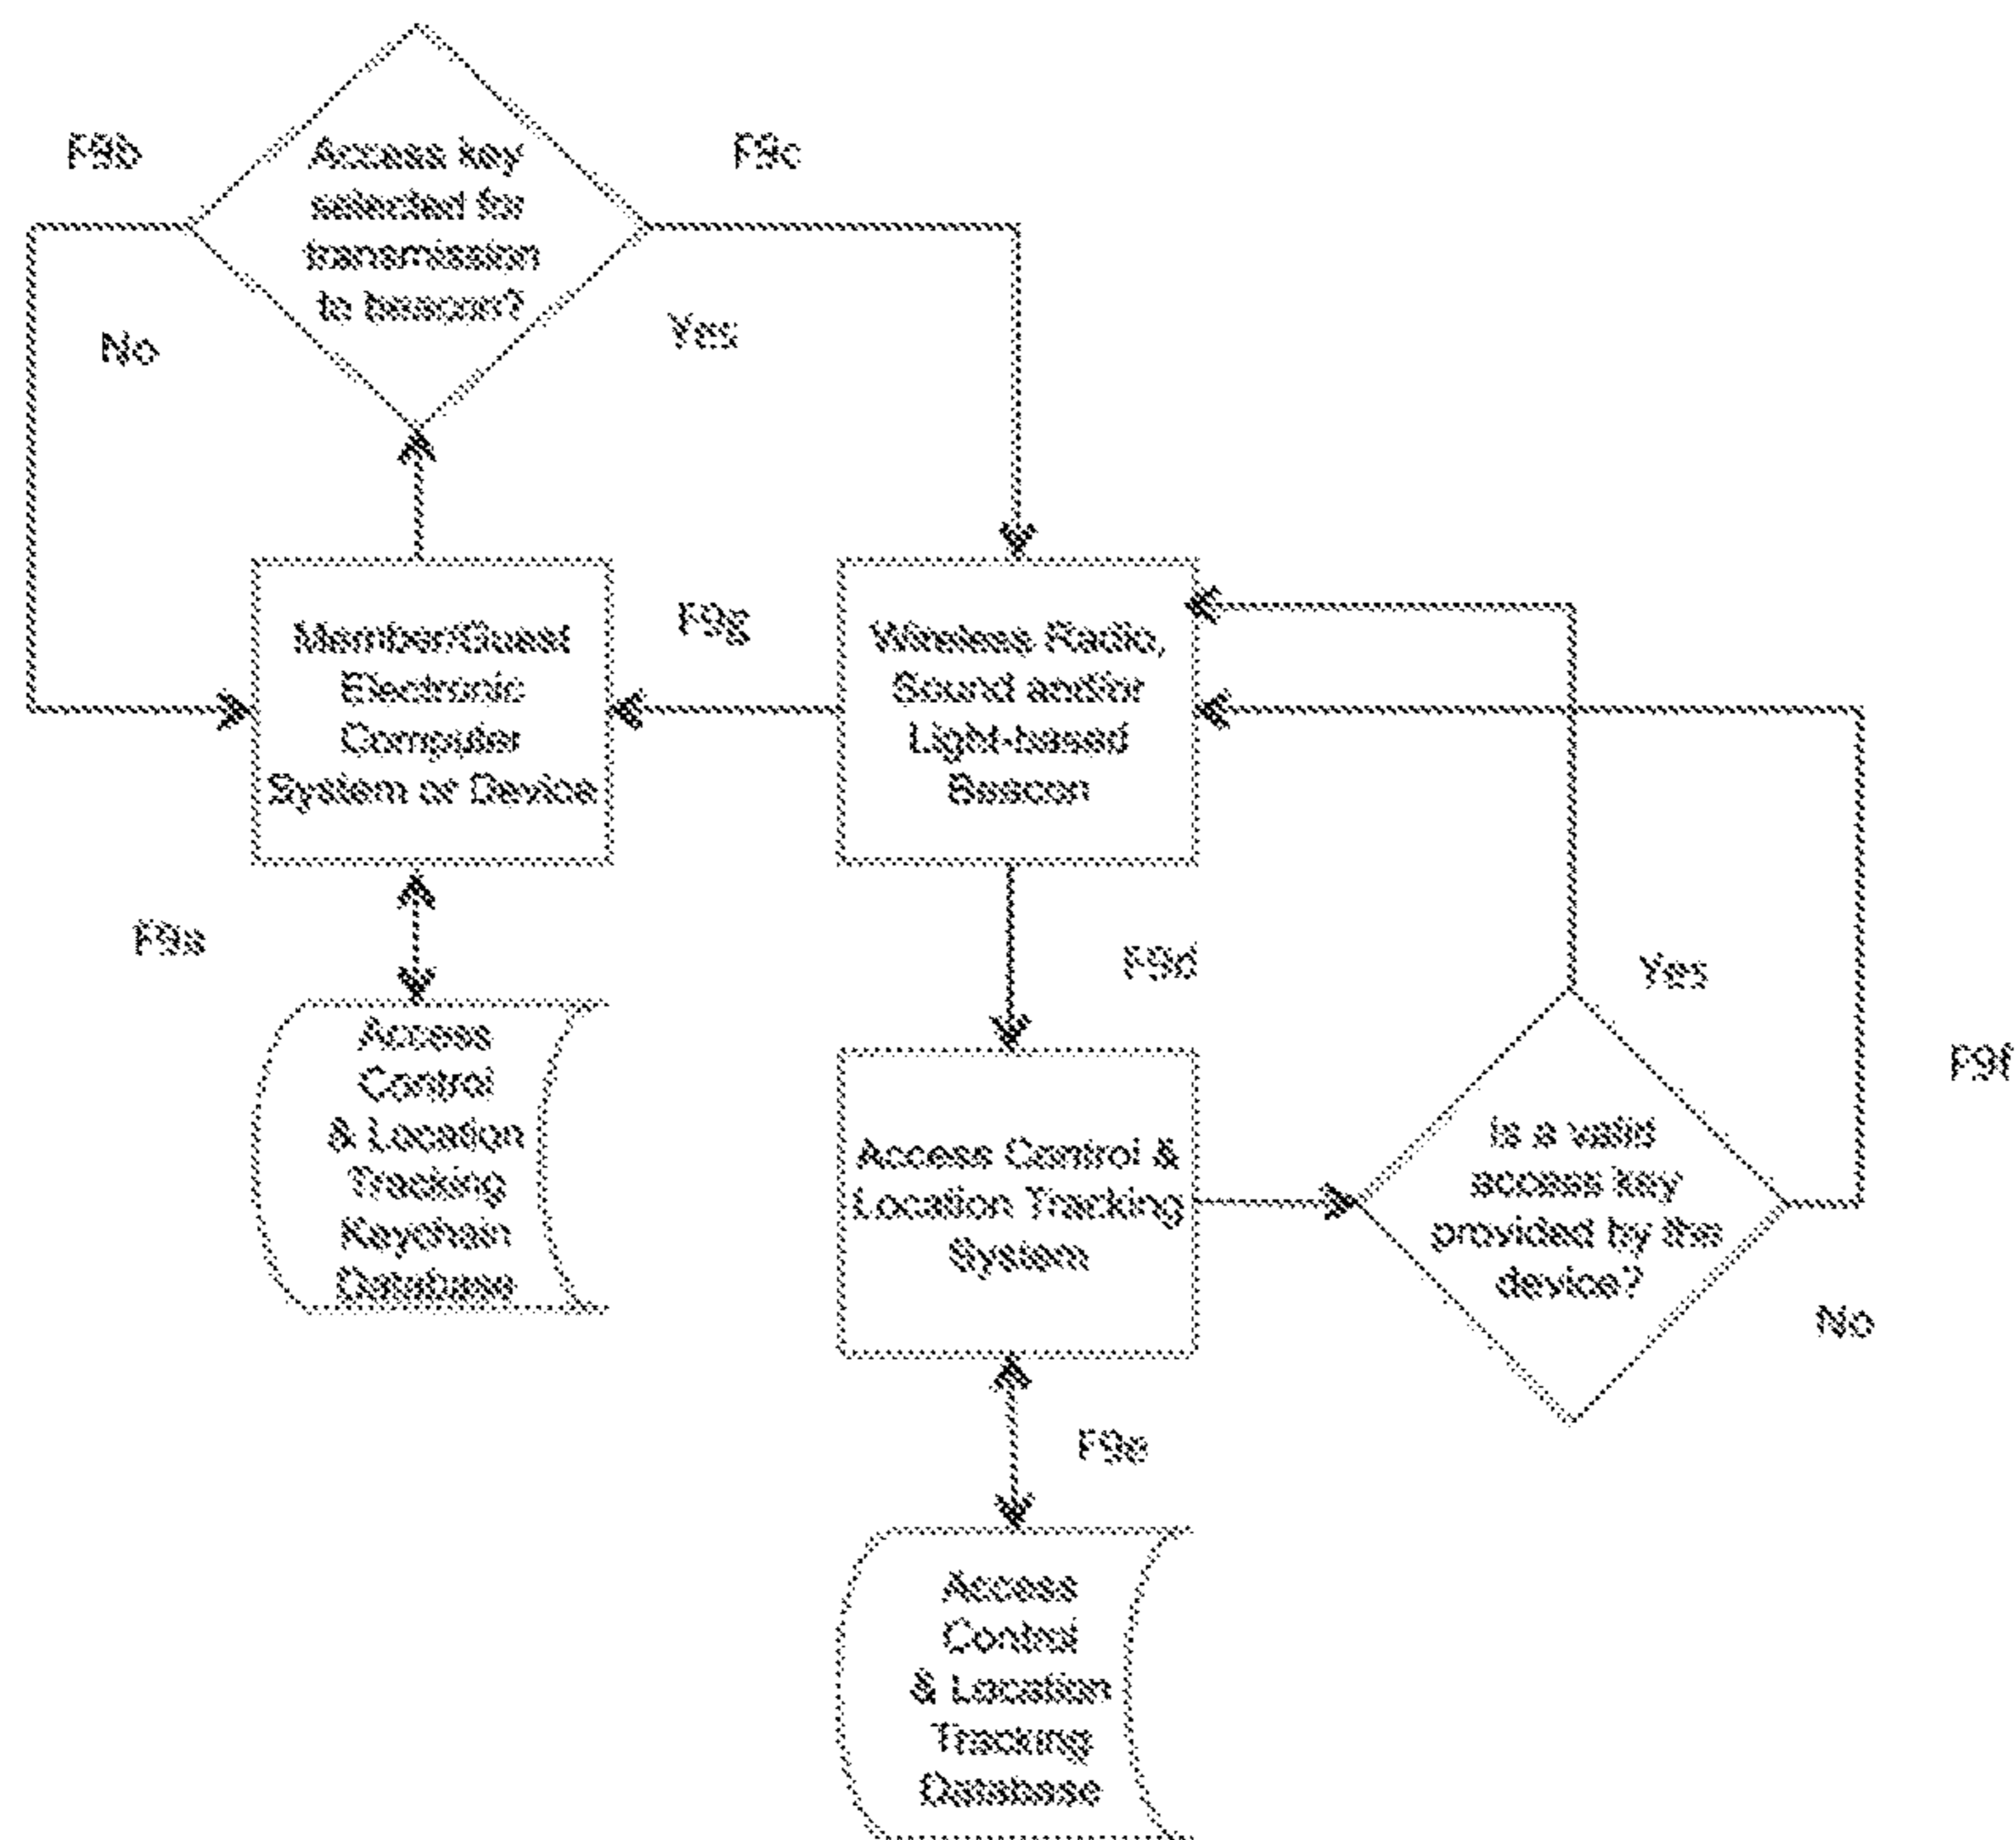 F9b
Access key
selected for
transmission
to beacon?
F9c
No
Yes
Member/Guest
Electronic
Computer
System or Device
F9g
Wireless Radio,
Sound and/or
Light-based
Beacon
F9a
F9d
Yes
F9f
Access
Control
& Location
Tracking
Keychain
Database
Access Control &
Location Tracking
System
Is a valid
access key
provided by the
device?
No
F9e
Access
Control
& Location
Tracking
Database